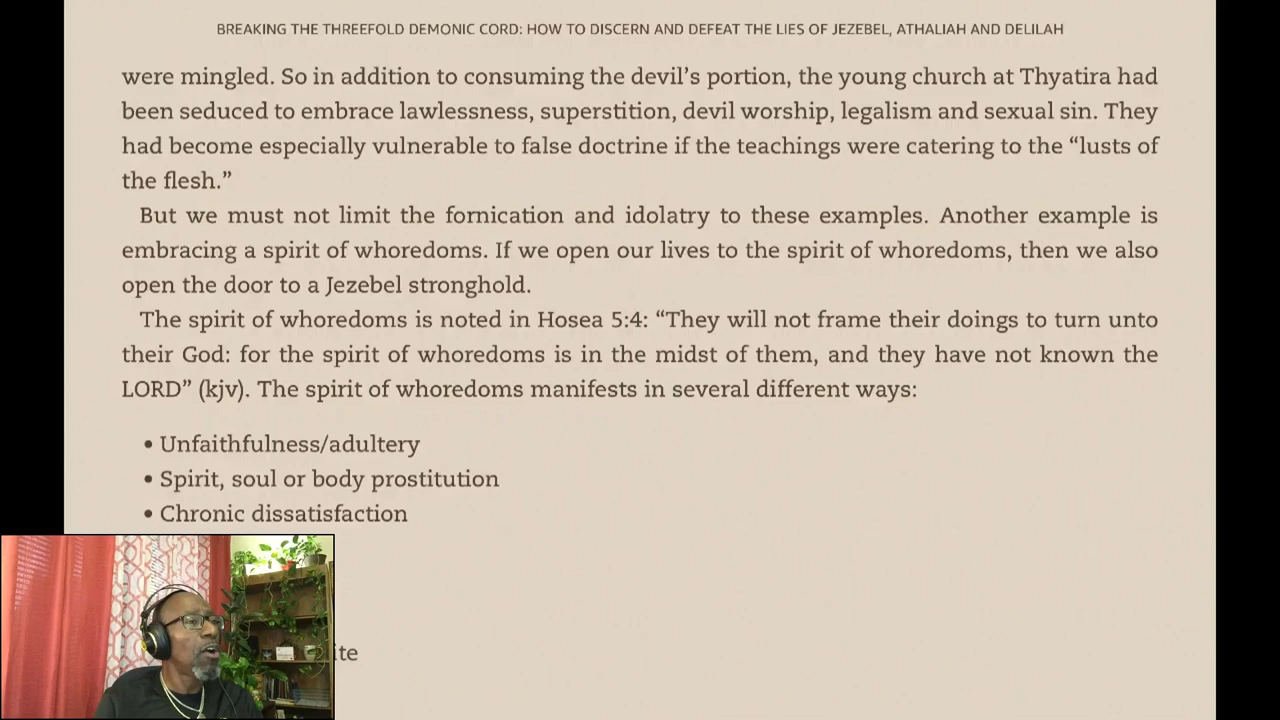 BREAKING THE THREEFOLD DEMONIC CORD: HOW TO DISCERN AND DEFEAT THE LIES OF JEZEBEL, ATHALIAH AND DELILAH
were mingled. So in addition to consuming the devil’s portion, the young church at Thyatira had
been seduced to embrace lawlessness, superstition, devil worship, legalism and sexual sin. They
had become especially vulnerable to false doctrine if the teachings were catering to the “lusts of
the flesh.”
But we must not limit the fornication and idolatry to these examples. Another example is
embracing a spirit of whoredoms. If we open our lives to the spirit of whoredoms, then we also
open the door to a Jezebel stronghold.
The spirit of whoredoms is noted in Hosea 5:4: “They will not frame their doings to turn unto
their God: for the spirit of whoredoms is in the midst of them, and they have not known the
LORD” (kjv). The spirit of whoredoms manifests in several different ways:
• Unfaithfulness/adultery
• Spirit, soul or body prostitution
• Chronic dissatisfaction
ite